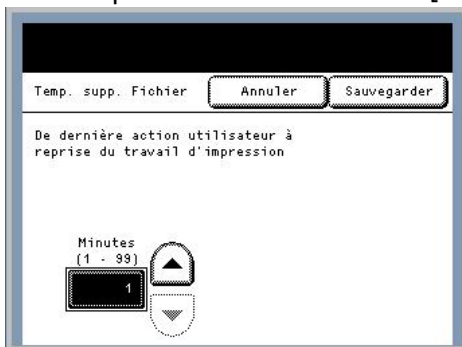 Temp. supp. Fichier Annuler Sauvegarder
De dernière action utilisateur à
reprise du travail d'impression
Minutes
(1 - 99)
1